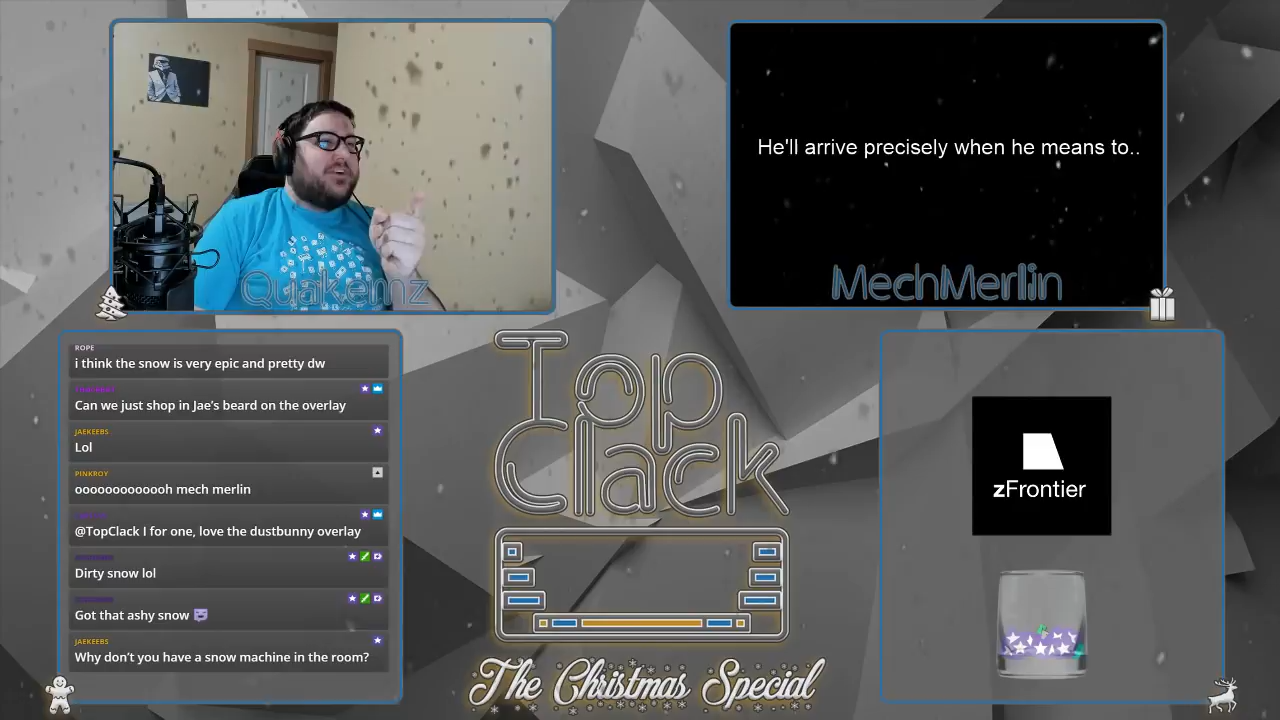 Quakemz
He'll arrive precisely when he means to..
MechMerlin
ROPE
i think the snow is very epic and pretty dw
Can we just shop in Jae's beard on the overlay
JAEKEEBS
Lol
PINKROY
ooooooooooooh mech merlin
@TopClack I for one, love the dustbunny overlay
Dirty snow lol
Got that ashy snow
JAEKEEBS
Why don't you have a snow machine in the room?
Top
Clack
The Christmas Special
zFrontier